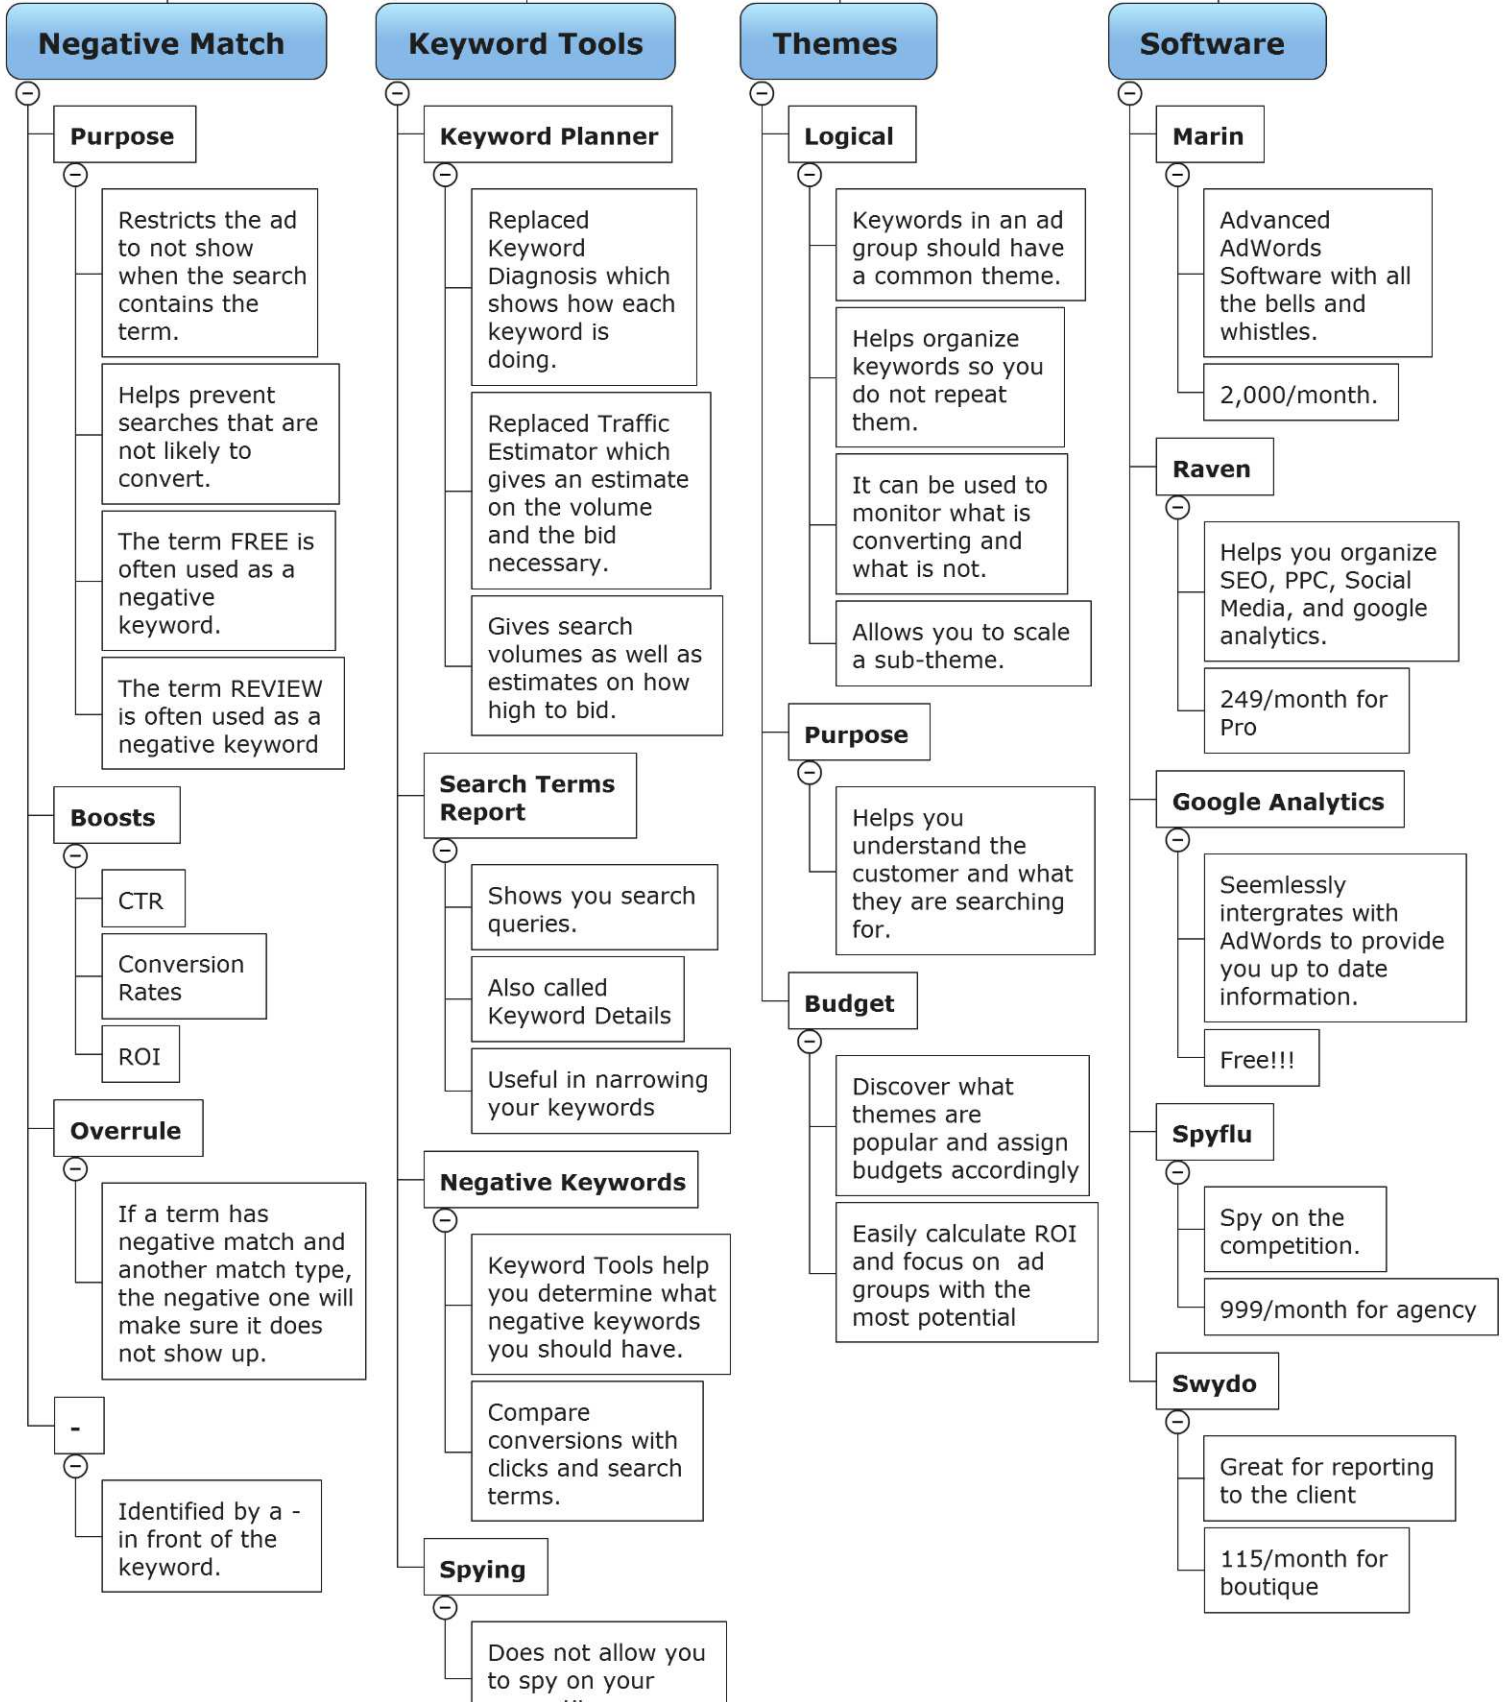 Negative Match
Purpose
Restricts the ad
to not show
when the search
contains the
term.
Helps prevent
searches that are
not likely to
convert.
The term FREE is
often used as a
negative
keyword.
The term REVIEW
is often used as a
negative keyword
Boosts
CTR
Conversion
Rates
ROI
Overrule
If a term has
negative match and
another match type,
the negative one will
make sure it does
not show up.
-
Identified by a -
in front of the
keyword.
Keyword Tools
Keyword Planner
Replaced
Keyword
Diagnosis which
shows how each
keyword is
doing.
Replaced Traffic
Estimator which
gives an estimate
on the volume
and the bid
necessary.
Gives search
volumes as well as
estimates on how
high to bid.
Search Terms
Report
Shows you search
queries.
Also called
Keyword Details
Useful in narrowing
your keywords
Negative Keywords
Keyword Tools help
you determine what
negative keywords
you should have.
Compare
conversions with
clicks and search
terms.
Spying
Does not allow you
to spy on your
Themes
Logical
Keywords in an ad
group should have
a common theme.
Helps organize
keywords so you
do not repeat
them.
It can be used to
monitor what is
converting and
what is not.
Allows you to scale
a sub-theme.
Purpose
Helps you
understand the
customer and what
they are searching
for.
Budget
Discover what
themes are
popular and assign
budgets accordingly
Easily calculate ROI
and focus on  ad
groups with the
most potential
Software
Marin
Advanced
AdWords
Software with all
the bells and
whistles.
2,000/month.
Raven
Helps you organize
SEO, PPC, Social
Media, and google
analytics.
249/month for
Pro
Google Analytics
Seemlessly
intergrates with
AdWords to provide
you up to date
information.
Free!!!
Spyflu
Spy on the
competition.
999/month for agency
Swydo
Great for reporting
to the client
115/month for
boutique